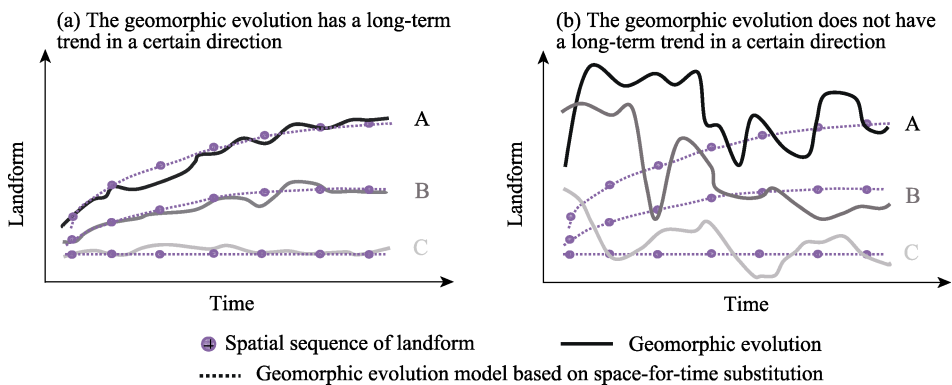 (a) The geomorphic evolution has a long-term
trend in a certain direction
(b) The geomorphic evolution does not have
a long-term trend in a certain direction
Landform
A
B
C
Time
Landform
A
B
C
Time
Spatial sequence of landform
Geomorphic evolution
Geomorphic evolution model based on space-for-time substitution